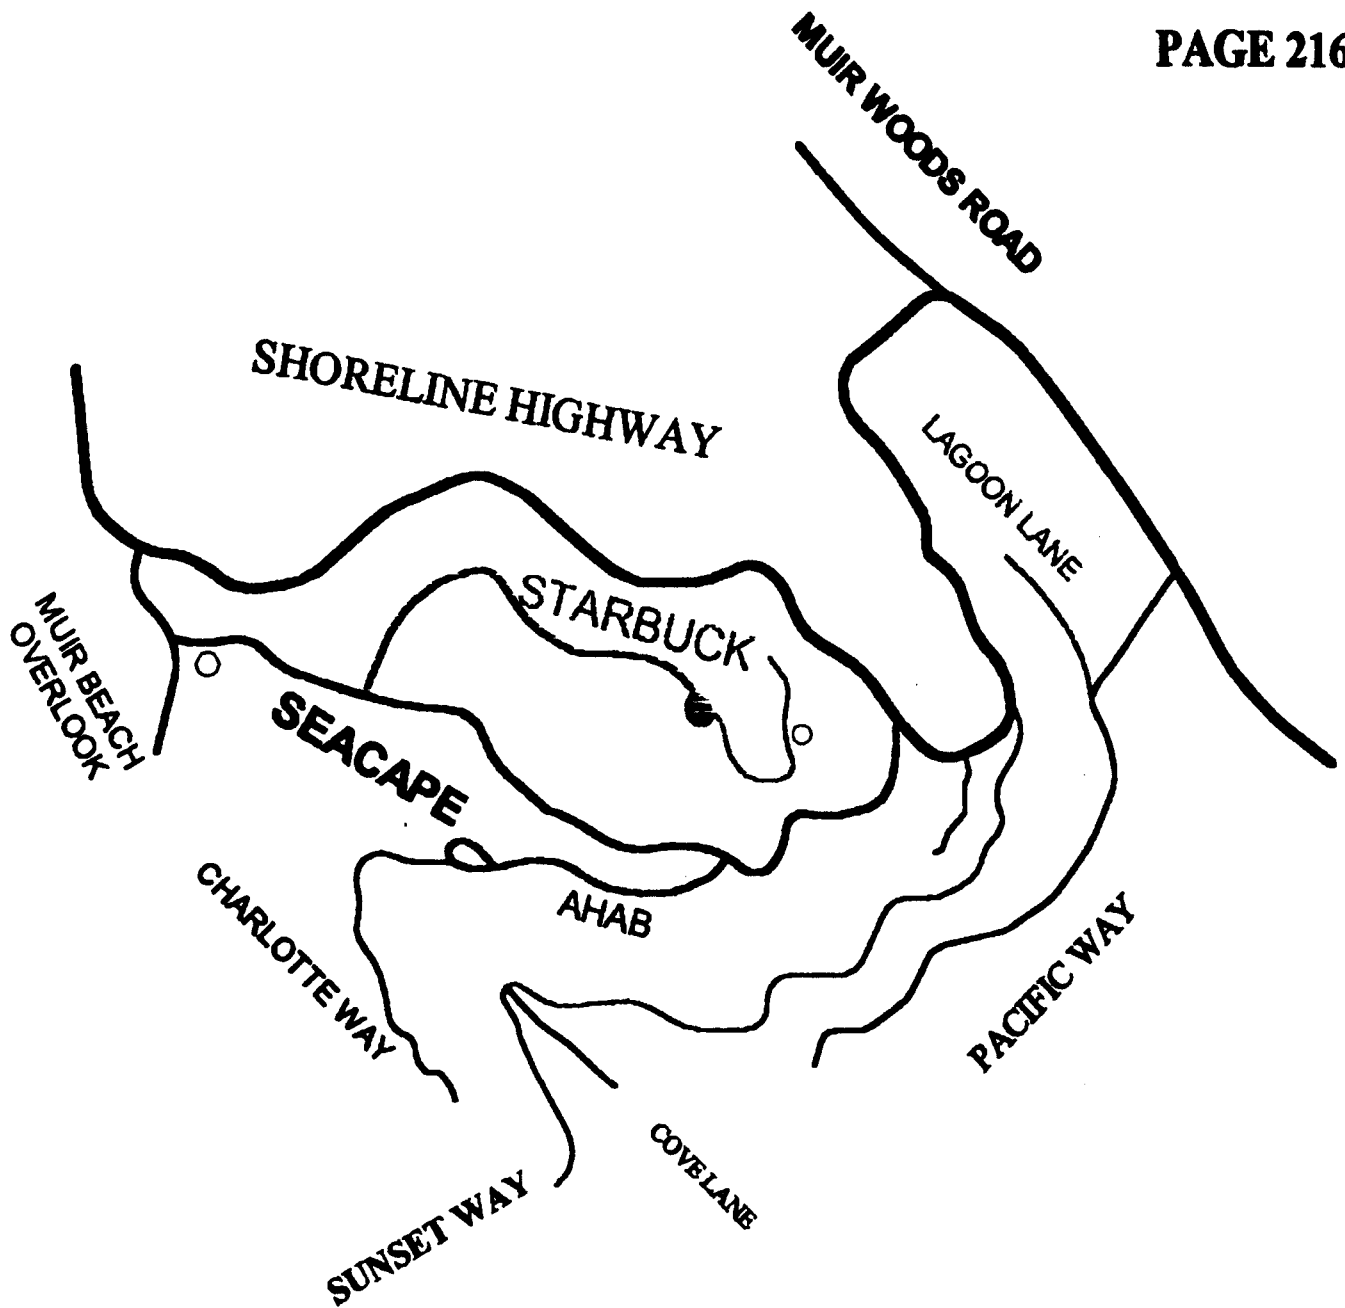 PAGE 216
MUIR WOODS ROAD
SHORELINE HIGHWAY
LAGOON LANE
STARBUCK
MUIR BEACH
OVERLOOK
SEACAPE
CHARLOTTE WAY
AHAB
PACIFIC WAY
COVE LANE
SUNSET WAY